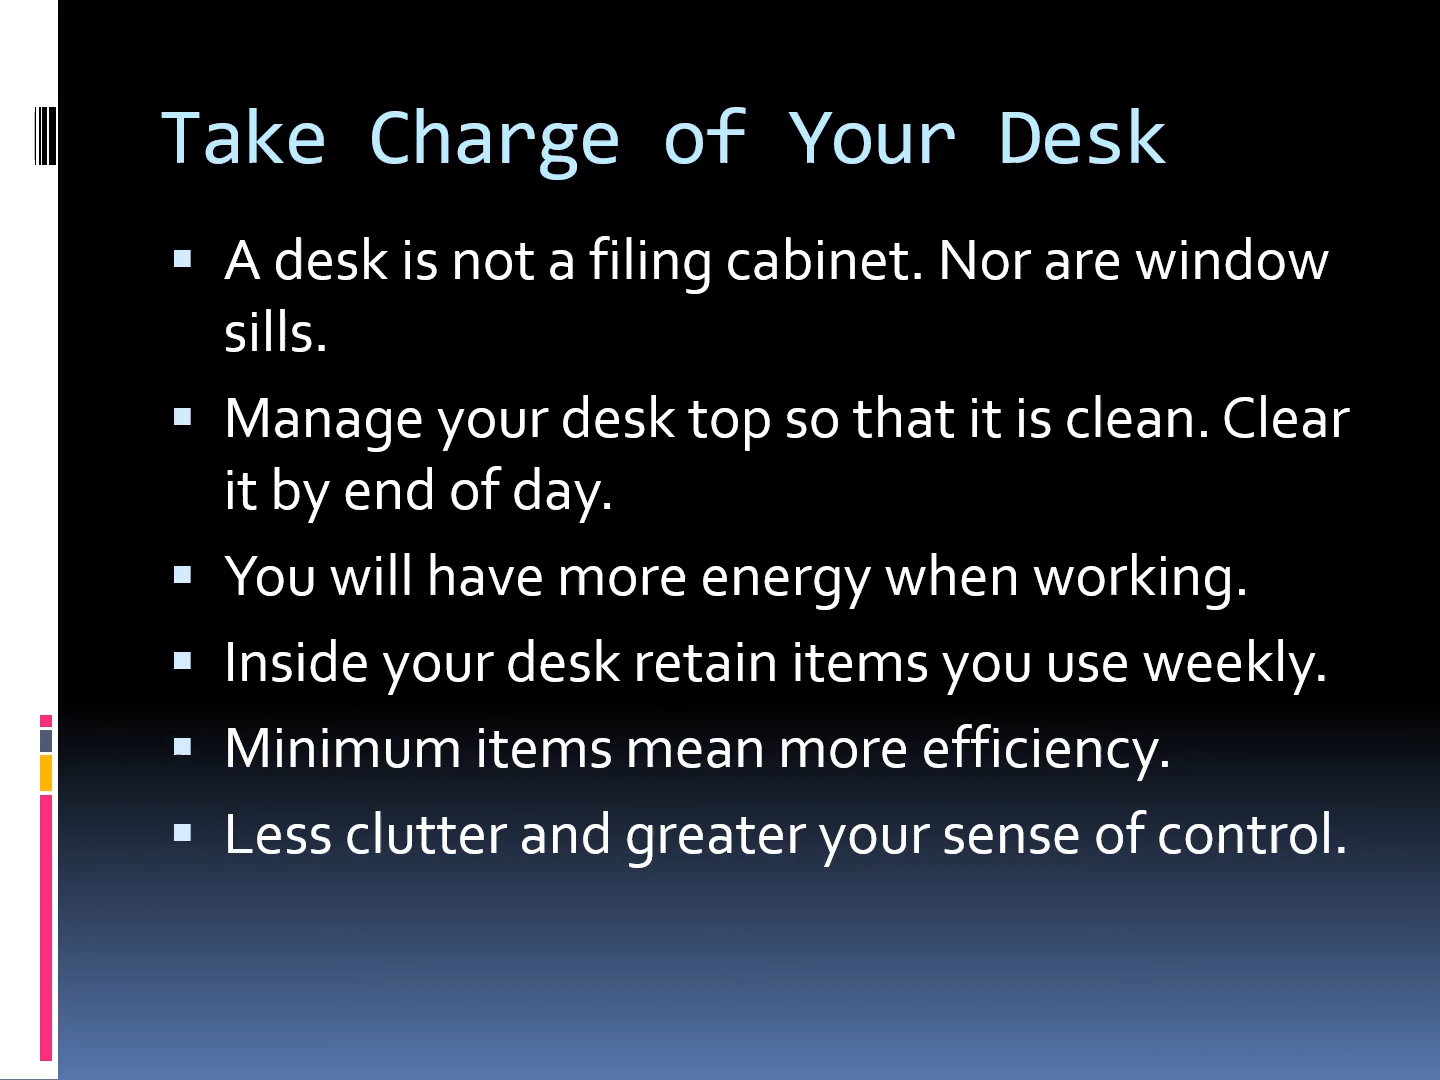 Take Charge of Your Desk
A desk is not a filing cabinet. Nor are window
sills.
Manage your desk top so that it is clean. Clear
it by end of day.
You will have more energy when working.
Inside your desk retain items you use weekly.
Minimum items mean more efficiency.
Less clutter and greater your sense of control.